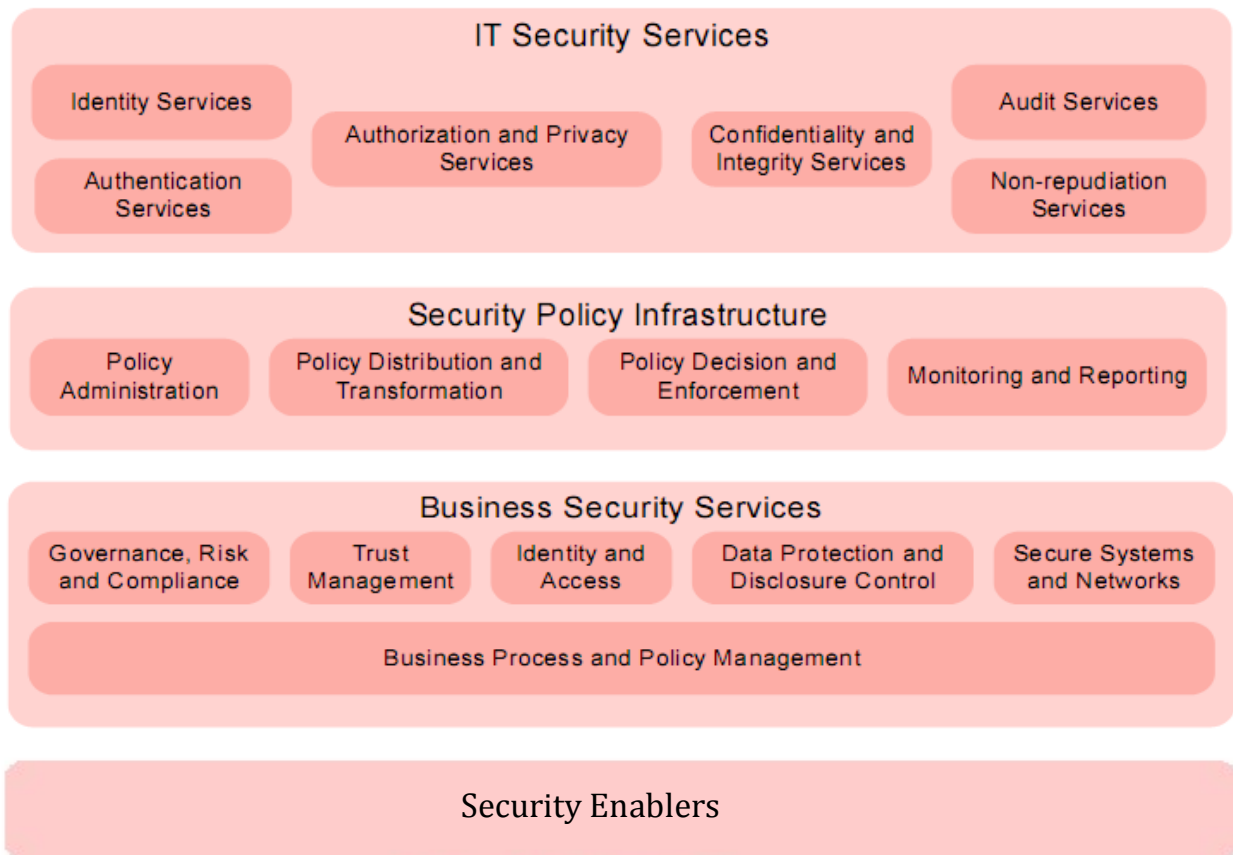 IT Security Services
Identity Services
Authentication
Services
Authorization and Privacy
Services
Confidentiality and
Integrity Services
Audit Services
Non-repudiation
Services
Security Policy Infrastructure
Policy
Administration
Policy Distribution and
Transformation
Policy Decision and
Enforcement
Monitoring and Reporting
Business Security Services
Governance, Risk
and Compliance
Trust
Management
Identity and
Access
Data Protection and
Disclosure Control
Secure Systems
and Networks
Business Process and Policy Management
Security Enablers